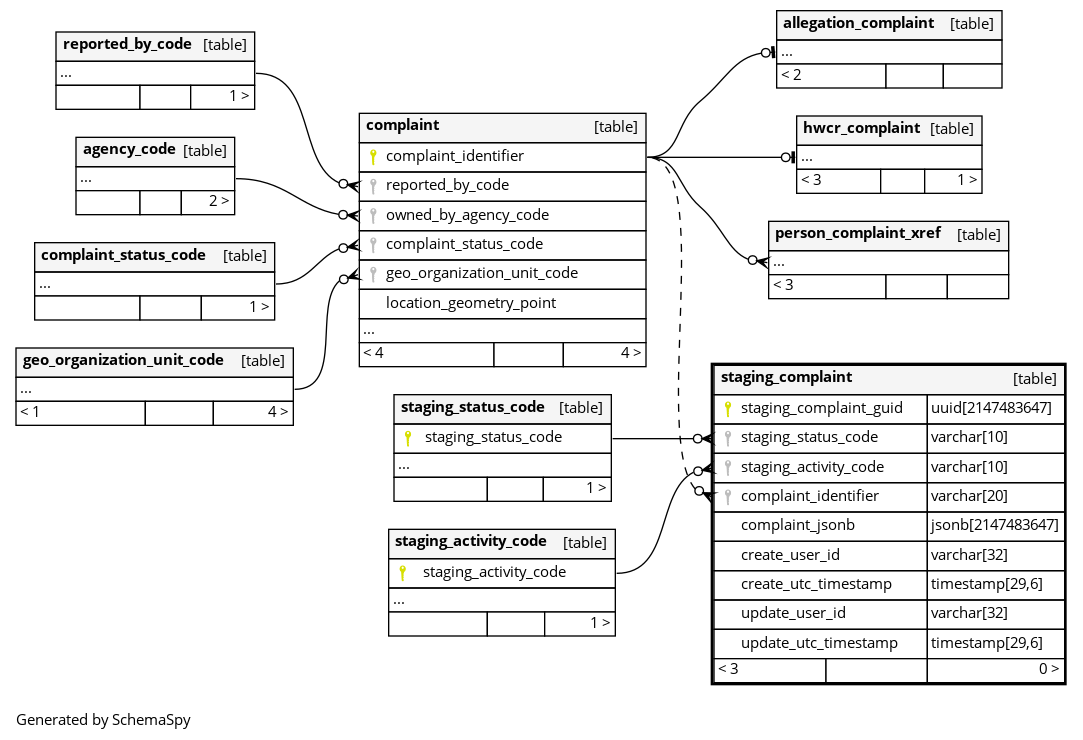 reported_by_code [table]
...
1 >
agency_code [table]
...
2 >
complaint_status_code [table]
...
1 >
geo_organization_unit_code [table]
...
< 1 4 >
complaint [table]
complaint_identifier
reported_by_code
owned_by_agency_code
complaint_status_code
geo_organization_unit_code
location_geometry_point
...
< 4 4 >
staging_status_code [table]
staging_status_code
...
1 >
staging_activity_code [table]
staging_activity_code
...
1 >
allegation_complaint [table]
...
< 2
hwcr_complaint [table]
...
< 3 1 >
person_complaint_xref [table]
...
< 3
staging_complaint [table]
staging_complaint_guid uuid[2147483647]
staging_status_code varchar[10]
staging_activity_code varchar[10]
complaint_identifier varchar[20]
complaint_jsonb jsonb[2147483647]
create_user_id varchar[32]
create_utc_timestamp timestamp[29,6]
update_user_id varchar[32]
update_utc_timestamp timestamp[29,6]
< 3 0 >
Generated by SchemaSpy